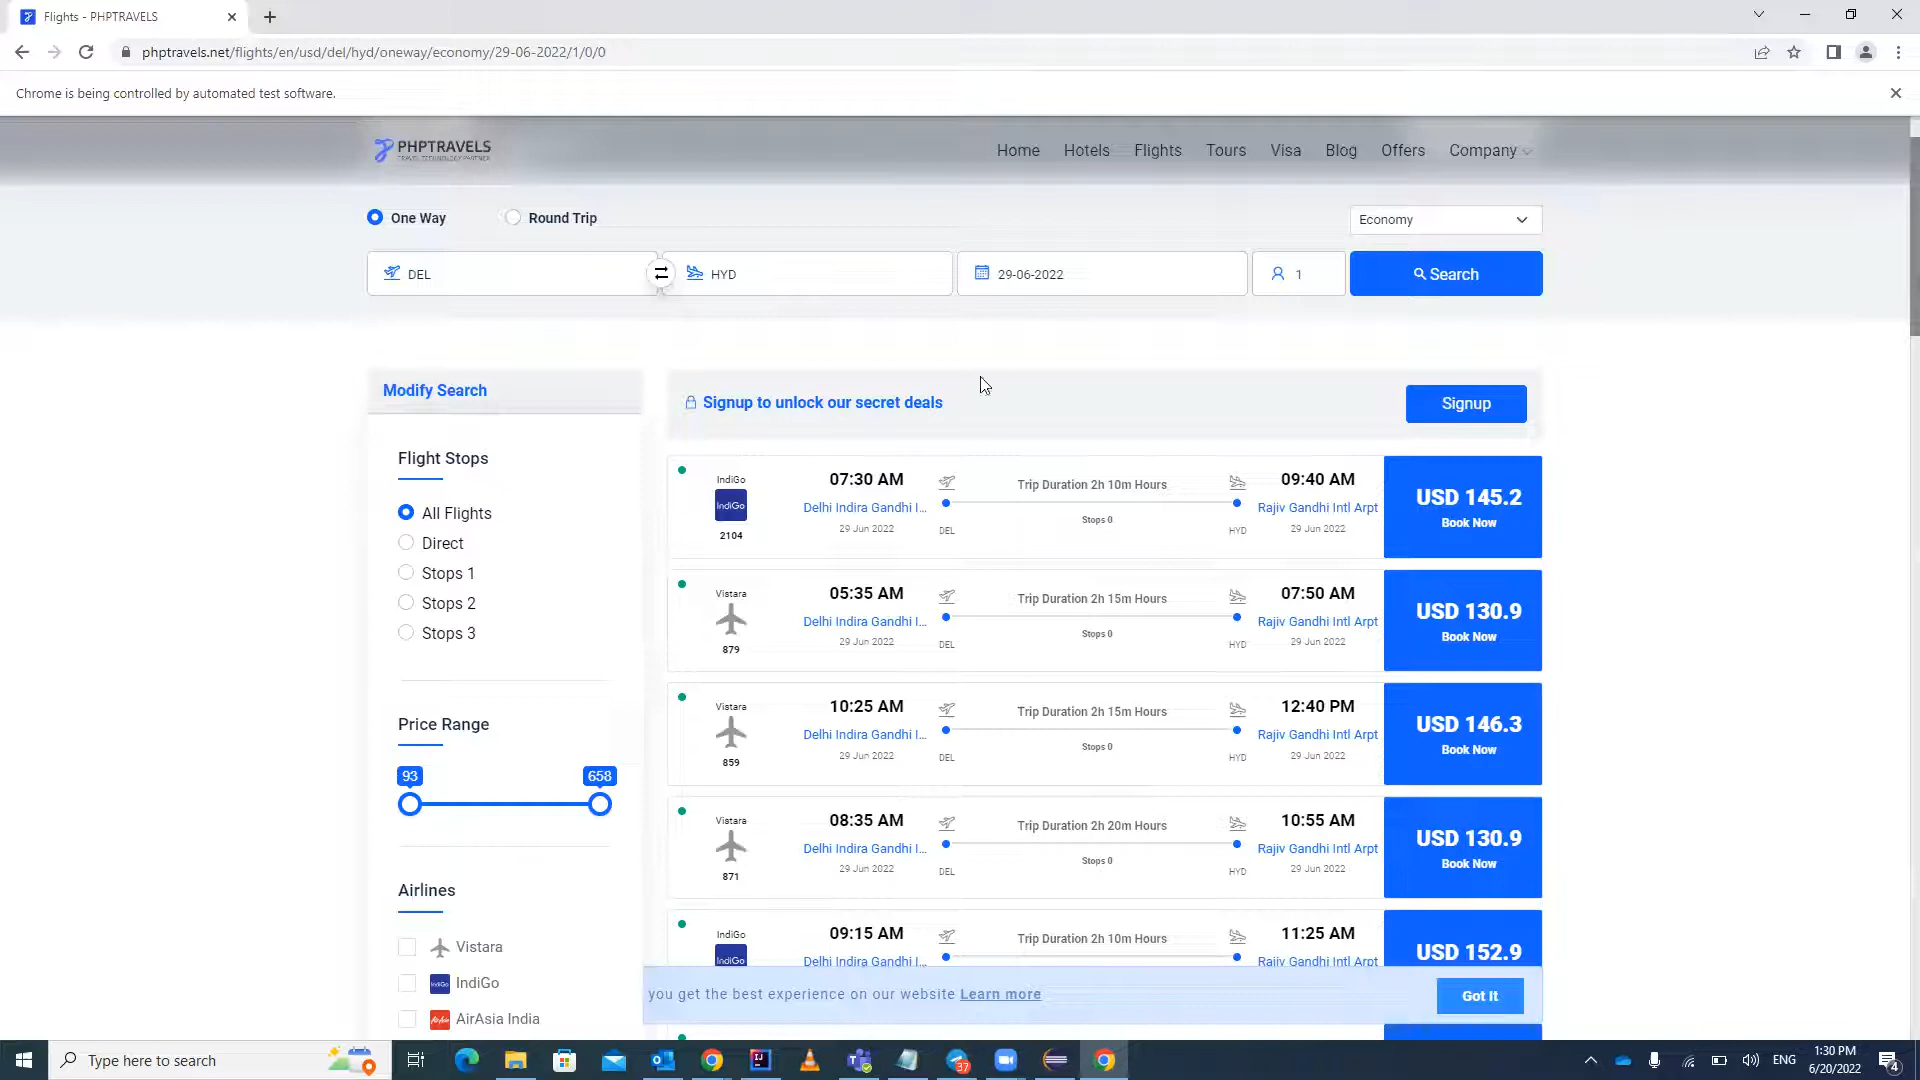 Flights - PHPTRAVELS
phptravels.net/flights/en/usd/del/hyd/oneway/economy/29-06-2022/1/0/0
Chrome is being controlled by automated test software.
PHPTRAVELS
TRAVEL TECHNOLOGY PARTNER
Home Hotels Flights Tours Visa Blog Offers Company
One Way Round Trip Economy
DEL HYD 29-06-2022 1 Search
Modify Search
Flight Stops
All Flights
Direct
Stops 1
Stops 2
Stops 3
Price Range
93 658
Airlines
Vistara
IndiGo IndiGo
AirAsia AirAsia India
Signup to unlock our secret deals Signup
IndiGo
IndiGo
2104
07:30 AM
Delhi Indira Gandhi I...
29 Jun 2022
DEL
Trip Duration 2h 10m Hours
Stops 0
HYD
09:40 AM
Rajiv Gandhi Intl Arpt
29 Jun 2022
USD 145.2
Book Now
Vistara
879
05:35 AM
Delhi Indira Gandhi I...
29 Jun 2022
DEL
Trip Duration 2h 15m Hours
Stops 0
HYD
07:50 AM
Rajiv Gandhi Intl Arpt
29 Jun 2022
USD 130.9
Book Now
Vistara
859
10:25 AM
Delhi Indira Gandhi I...
29 Jun 2022
DEL
Trip Duration 2h 15m Hours
Stops 0
HYD
12:40 PM
Rajiv Gandhi Intl Arpt
29 Jun 2022
USD 146.3
Book Now
Vistara
871
08:35 AM
Delhi Indira Gandhi I...
29 Jun 2022
DEL
Trip Duration 2h 20m Hours
Stops 0
HYD
10:55 AM
Rajiv Gandhi Intl Arpt
29 Jun 2022
USD 130.9
Book Now
IndiGo
IndiGo
09:15 AM
Delhi Indira Gandhi I...
Trip Duration 2h 10m Hours
11:25 AM
Rajiv Gandhi Intl Arpt
USD 152.9
you get the best experience on our website Learn more Got It
Type here to search
37
ENG
1:30 PM
6/20/2022
4